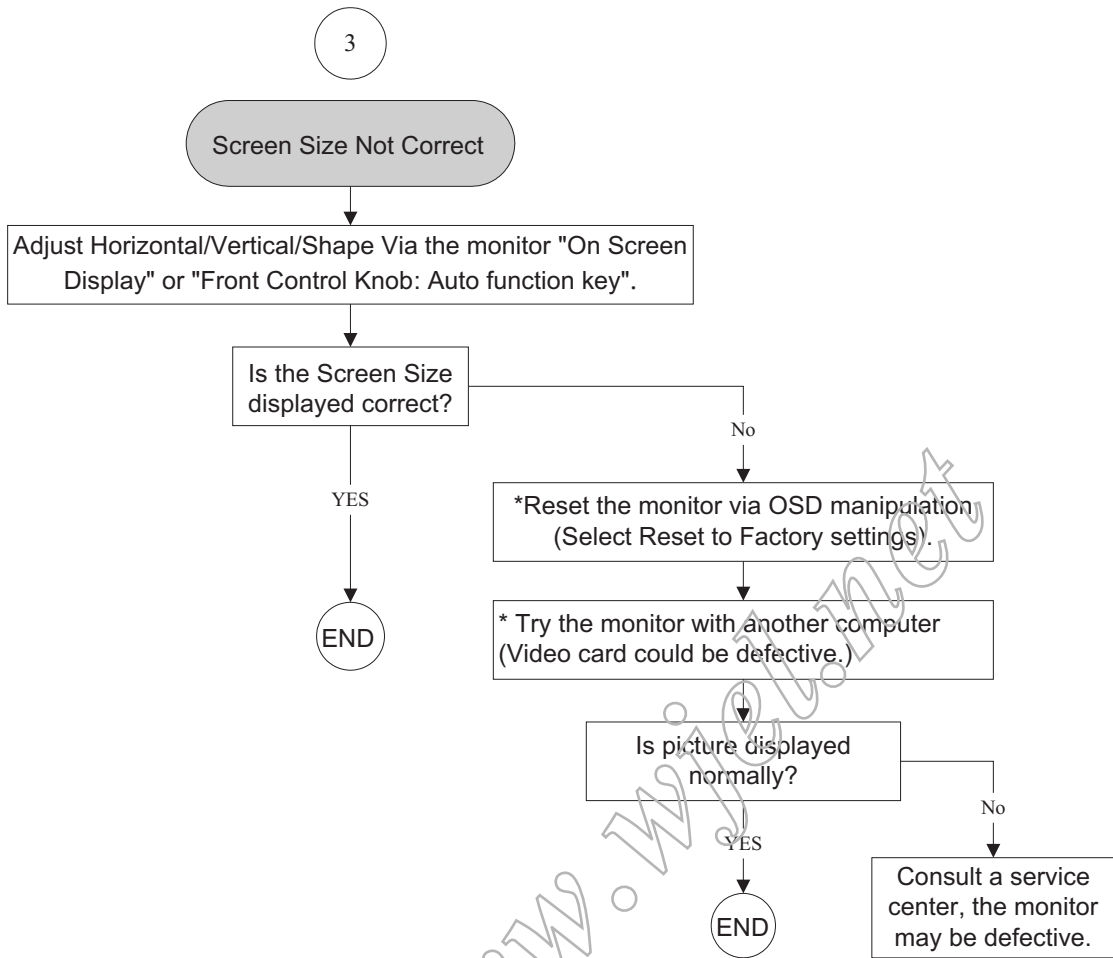 3
Screen Size Not Correct
Adjust Horizontal/Vertical/Shape Via the monitor "On Screen
Display" or "Front Control Knob: Auto function key".
Is the Screen Size
displayed correct?
No
YES
*Reset the monitor via OSD manipulation
(Select Reset to Factory settings).
END
* Try the monitor with another computer
(Video card could be defective.)
Is picture displayed
normally?
No
YES
Consult a service
center, the monitor
may be defective.
END
www.wjel.net